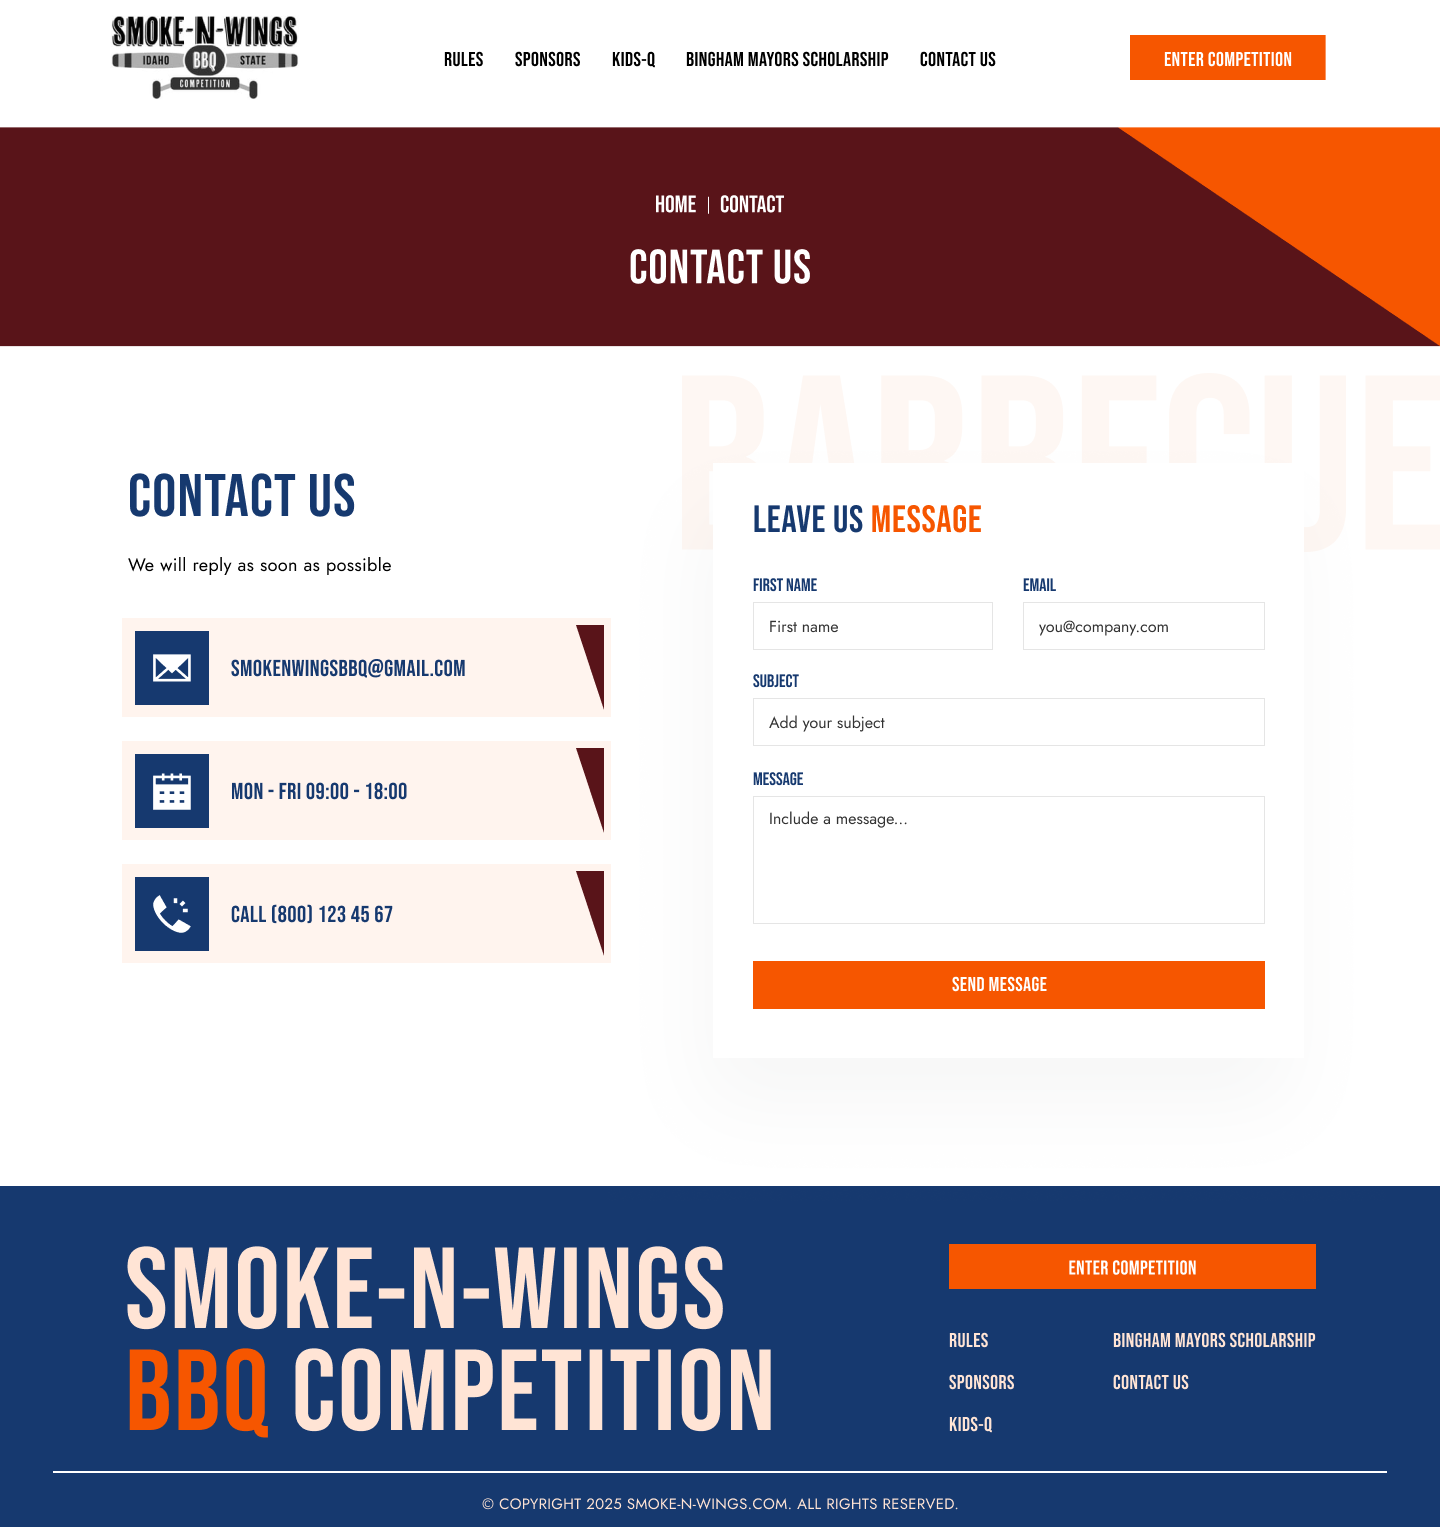 SMOKE-N-WINGS
IDAHO BBQ STATE
COMPETITION
RULES SPONSORS KIDS-Q BINGHAM MAYORS SCHOLARSHIP CONTACT US
ENTER COMPETITION
HOME | CONTACT
CONTACT US
BARBECUE
CONTACT US
We will reply as soon as possible
SMOKENWINGSBBQ@GMAIL.COM
MON - FRI 09:00 - 18:00
CALL (800) 123 45 67
LEAVE US MESSAGE
FIRST NAME EMAIL
First name you@company.com
SUBJECT
Add your subject
MESSAGE
Include a message...
SEND MESSAGE
SMOKE-N-WINGS
BBQ COMPETITION
ENTER COMPETITION
RULES BINGHAM MAYORS SCHOLARSHIP
SPONSORS CONTACT US
KIDS-Q
© COPYRIGHT 2025 SMOKE-N-WINGS.COM. ALL RIGHTS RESERVED.